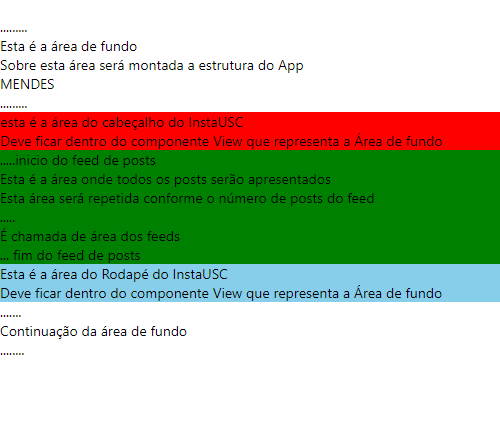 .........
Esta é a área de fundo
Sobre esta área será montada a estrutura do App
MENDES
.........
esta é a área do cabeçalho do InstaUSC
Deve ficar dentro do componente View que representa a Área de fundo
.....inicio do feed de posts
Esta é a área onde todos os posts serão apresentados
Esta área será repetida conforme o número de posts do feed
.....
É chamada de área dos feeds
... fim do feed de posts
Esta é a área do Rodapé do InstaUSC
Deve ficar dentro do componente View que representa a Área de fundo
.......
Continuação da área de fundo
........